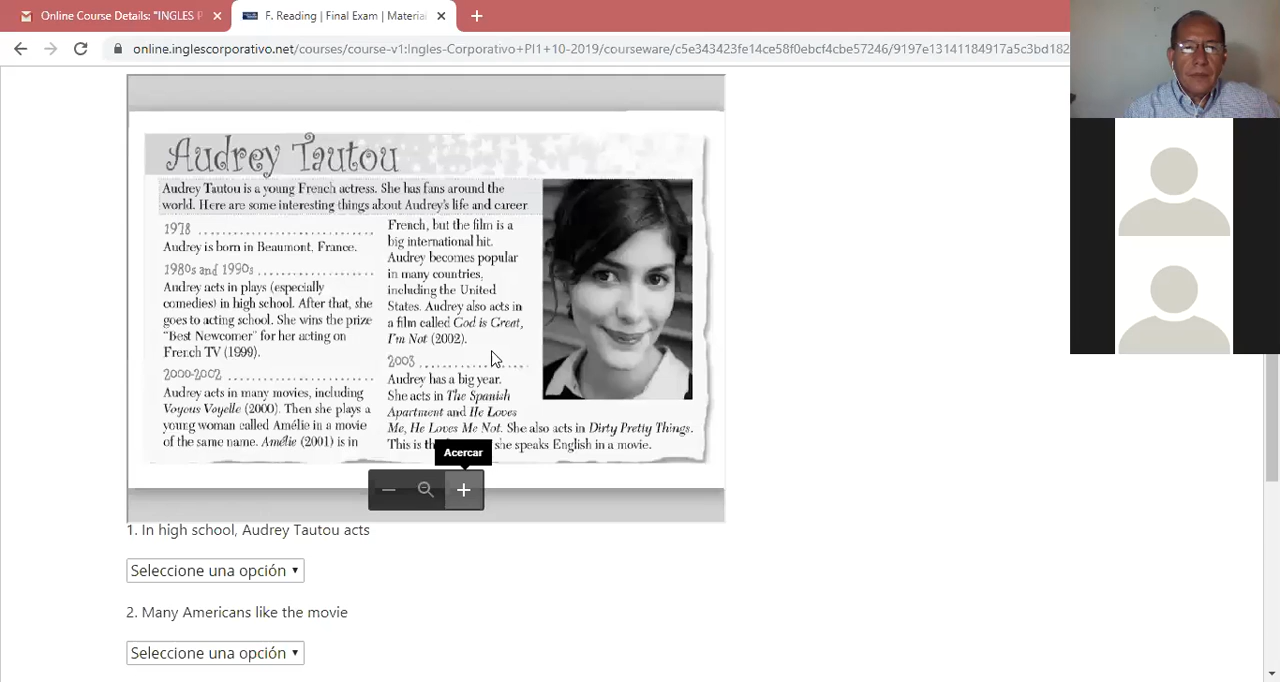 Online Course Details: "INGLES P
F. Reading | Final Exam | Materia
online.inglescorporativo.net/courses/course-v1:Ingles-Corporativo+PI1+10-2019/courseware/c5e343423fe14ce58f0ebcf4cbe57246/9197e13141184917a5c3bd182
Audrey Tautou
Audrey Tautou is a young French actress. She has fans around the
world. Here are some interesting things about Audrey's life and career.
1978
Audrey is born in Beaumont, France.
1980s and 1990s
Audrey acts in plays (especially
comedies) in high school. After that, she
goes to acting school. She wins the prize
"Best Newcomer" for her acting on
French TV (1999).
2000-2002
Audrey acts in many movies, including
Voyous Voyelle (2000). Then she plays a
young woman called Amélie in a movie
of the same name. Amélie (2001) is in
French, but the film is a
big international hit.
Audrey becomes popular
in many countries,
including the United
States. Audrey also acts in
a film called God is Great,
I'm Not (2002).
2003
Audrey has a big year.
She acts in The Spanish
Apartment and He Loves
Me, He Loves Me Not. She also acts in Dirty Pretty Things.
This is she speaks English in a movie.
Acercar
1. In high school, Audrey Tautou acts
Seleccione una opción
2. Many Americans like the movie
Seleccione una opción